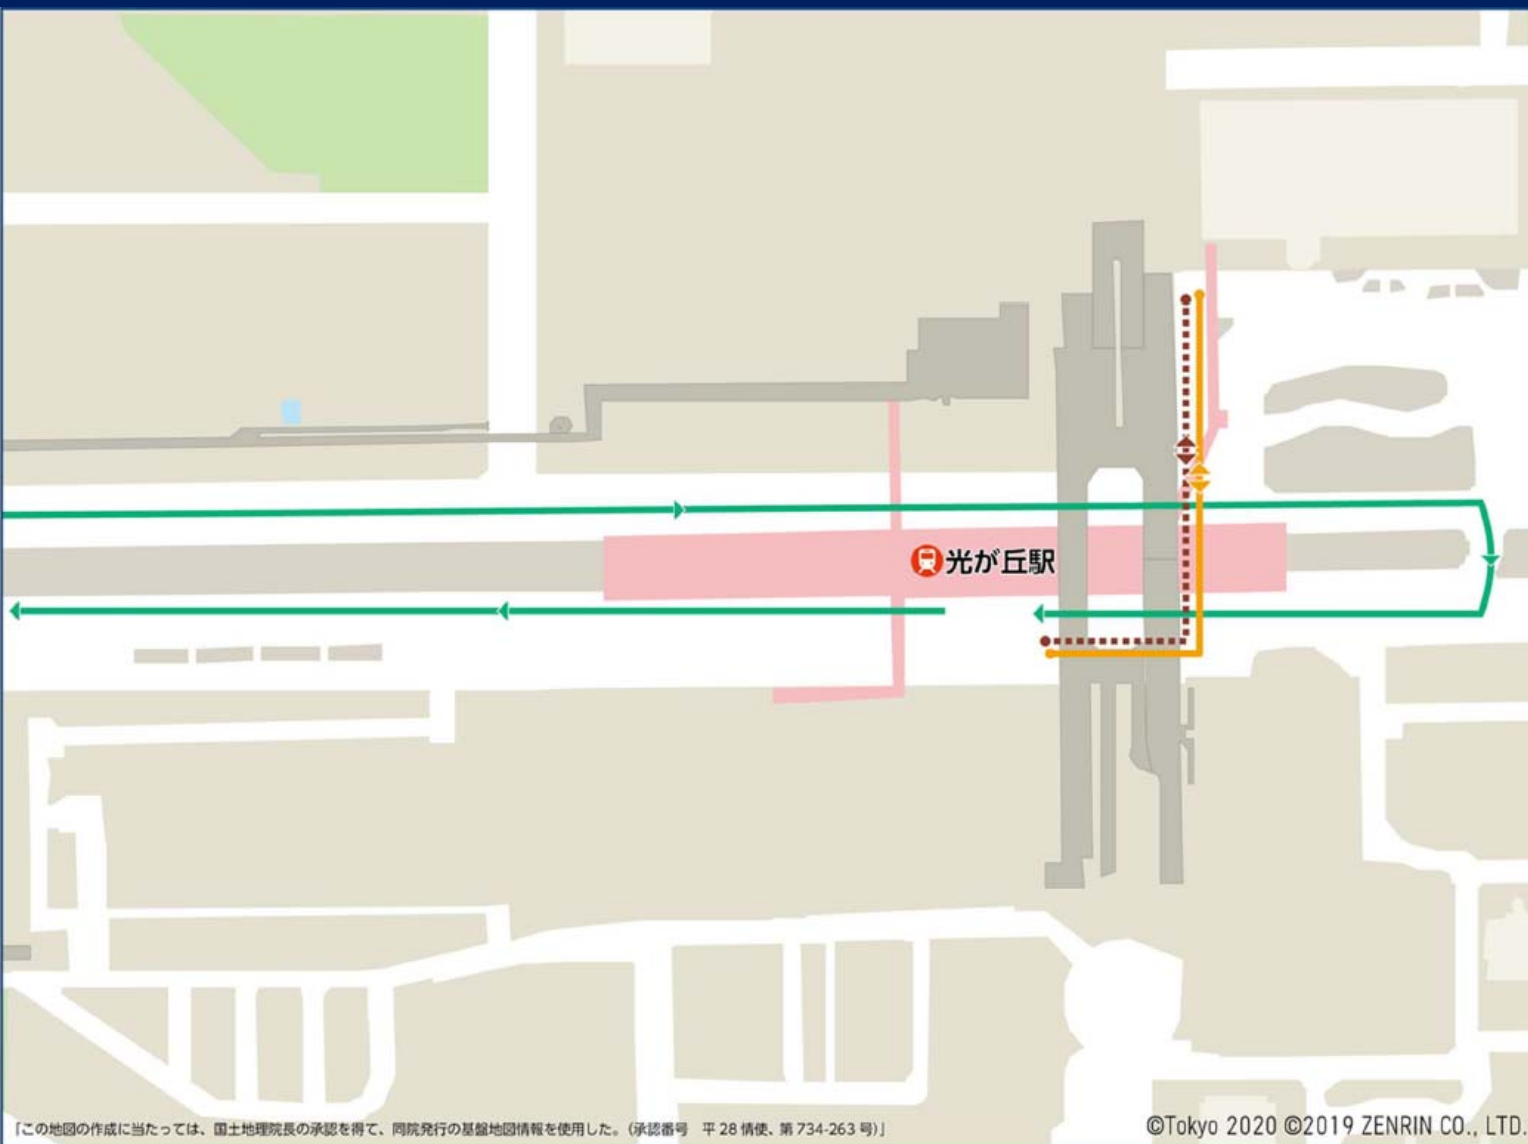 光が丘駅
「この地図の作成に当たっては、国土地理院長の承認を得て、同院発行の基盤地図情報を使用した。（承認番号　平 28 情使、第 734-263 号）」
©Tokyo 2020 ©2019 ZENRIN CO., LTD.